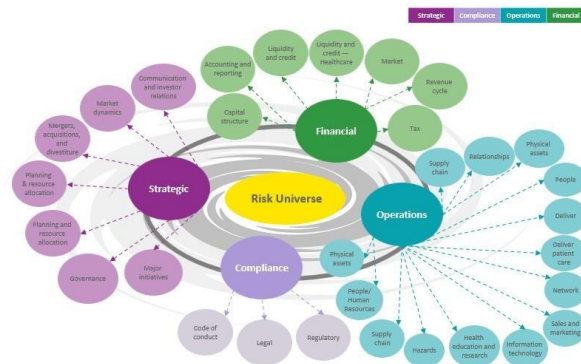 Strategic
Compliance
Operations
Financial
Liquidity
and credit
Liquidity
and credit —
Healthcare
Market
Accounting and
reporting
Revenue
cycle
Communication
and investor
relations
Capital
structure
Tax
Market
dynamics
Financial
Mergers,
acquisitions, and
divestiture
Supply
chain
Relationships
Physical
assets
People
Planning
& resource
allocation
Strategic
Risk Universe
Operations
Deliver
Planning and
resource
allocation
Physical
assets
Deliver
patient
care
Governance
Major
initiatives
Compliance
People/
Human
Resources
Network
Code of
conduct
Legal
Regulatory
Supply
chain
Hazards
Health
education and
research
Information
technology
Sales and
marketing